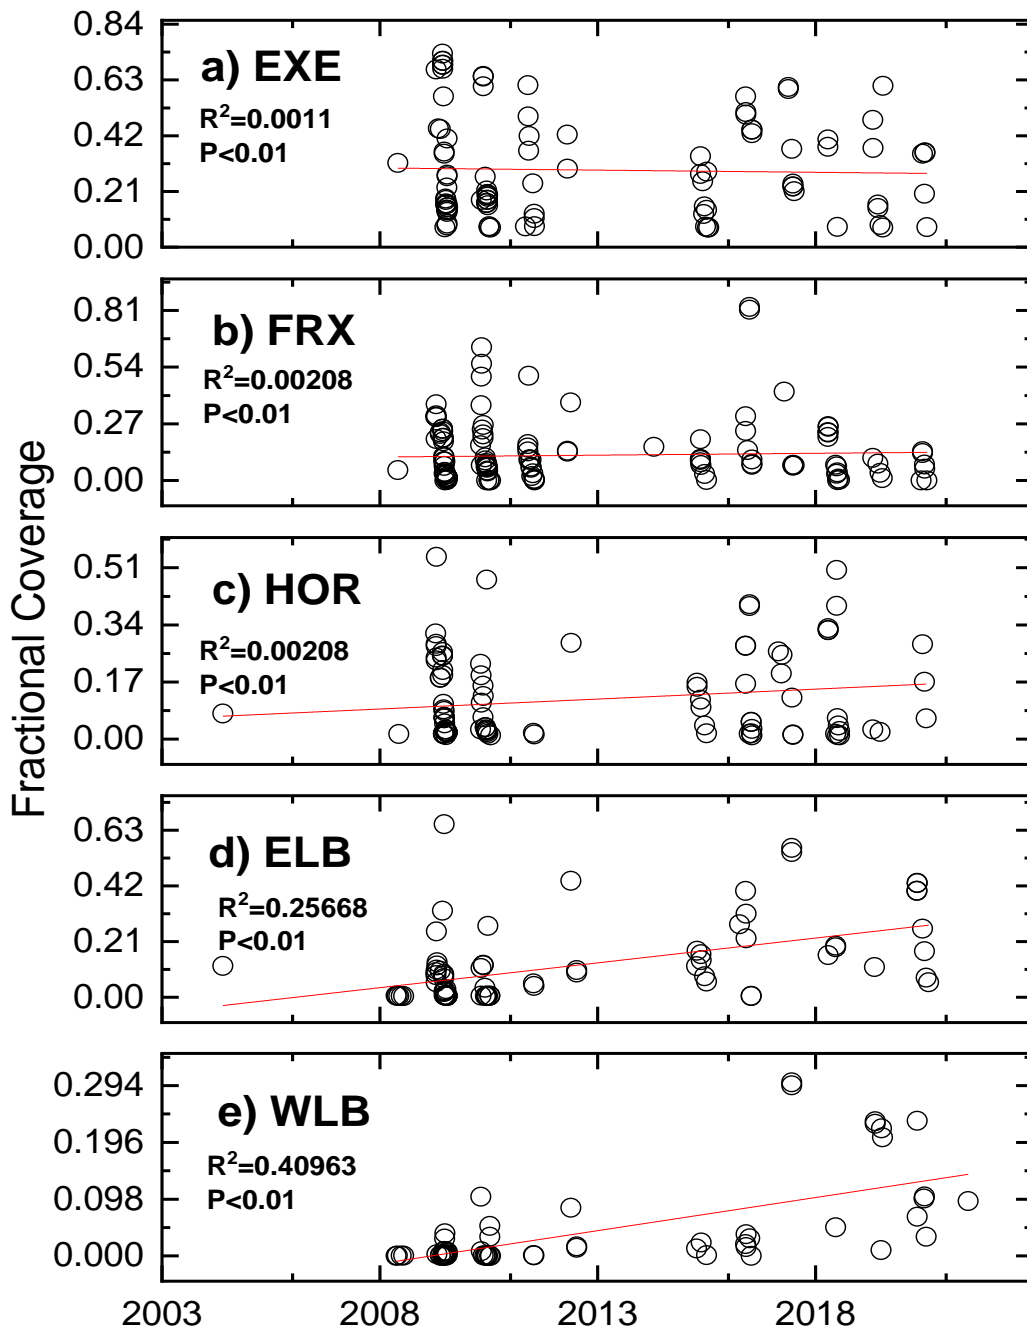 Fractional Coverage
0.84
0.63
0.42
0.21
0.00
a) EXE
R²=0.0011
P<0.01
0.81
0.54
0.27
0.00
b) FRX
R²=0.00208
P<0.01
0.51
0.34
0.17
0.00
c) HOR
R²=0.00208
P<0.01
0.63
0.42
0.21
0.00
d) ELB
R²=0.25668
P<0.01
0.294
0.196
0.098
0.000
e) WLB
R²=0.40963
P<0.01
2003 2008 2013 2018